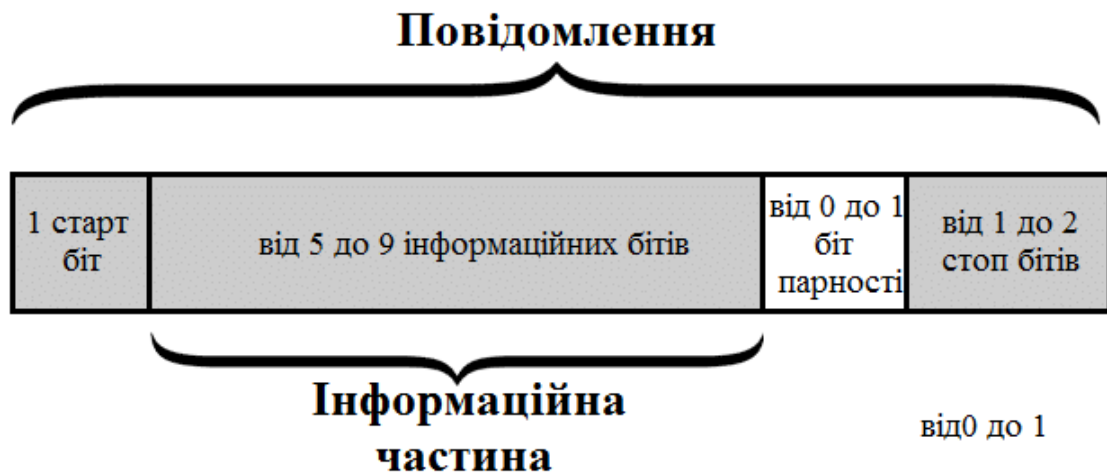 Повідомлення
1 старт
біт
від 5 до 9 інформаційних бітів
від 0 до 1
біт
парності
від 1 до 2
стоп бітів
Інформаційна
частина
від0 до 1